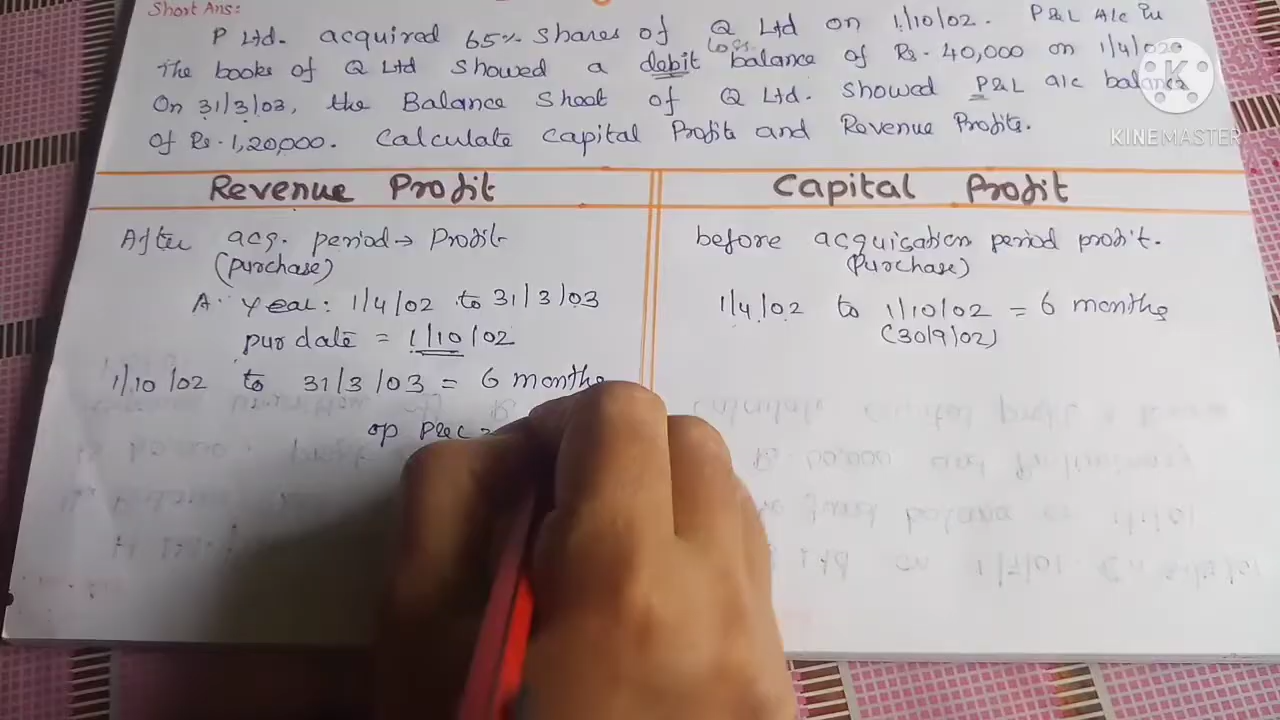 Short Ans:
P Ltd. acquired 65% shares of Q Ltd on 1/10/02. P&L A/c in
loss
the books of Q Ltd showed a debit balance of Rs. 40,000 on 1/4/02
On 31/3/03, the Balance Sheet of Q Ltd. showed P&L a/c balance
Of Rs. 1,20,000. Calculate Capital Profit and Revenue Profits.
KINEMASTER
Revenue Profit
Capital Profit
After acq. period → Profit
(purchase)
A. year: 1/4/02 to 31/3/03
pur date = 1/10/02
1/10/02 to 31/3/03 = 6 months
op P&L =
before acquisation period profit.
(Purchase)
1/4/02 to 1/10/02 = 6 months
(30/9/02)